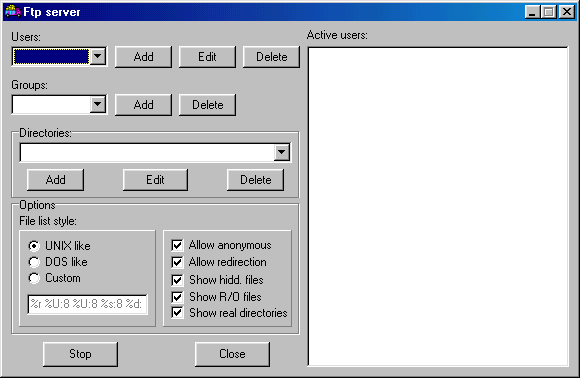 Ftp server
Users:
Add Edit Delete
Active users:
Groups:
Add Delete
Directories:
Add Edit Delete
Options
File list style:
UNIX like
DOS like
Custom
%r %U:8 %U:8 %s:8 %d:
Allow anonymous
Allow redirection
Show hidd. files
Show R/O files
Show real directories
Stop Close